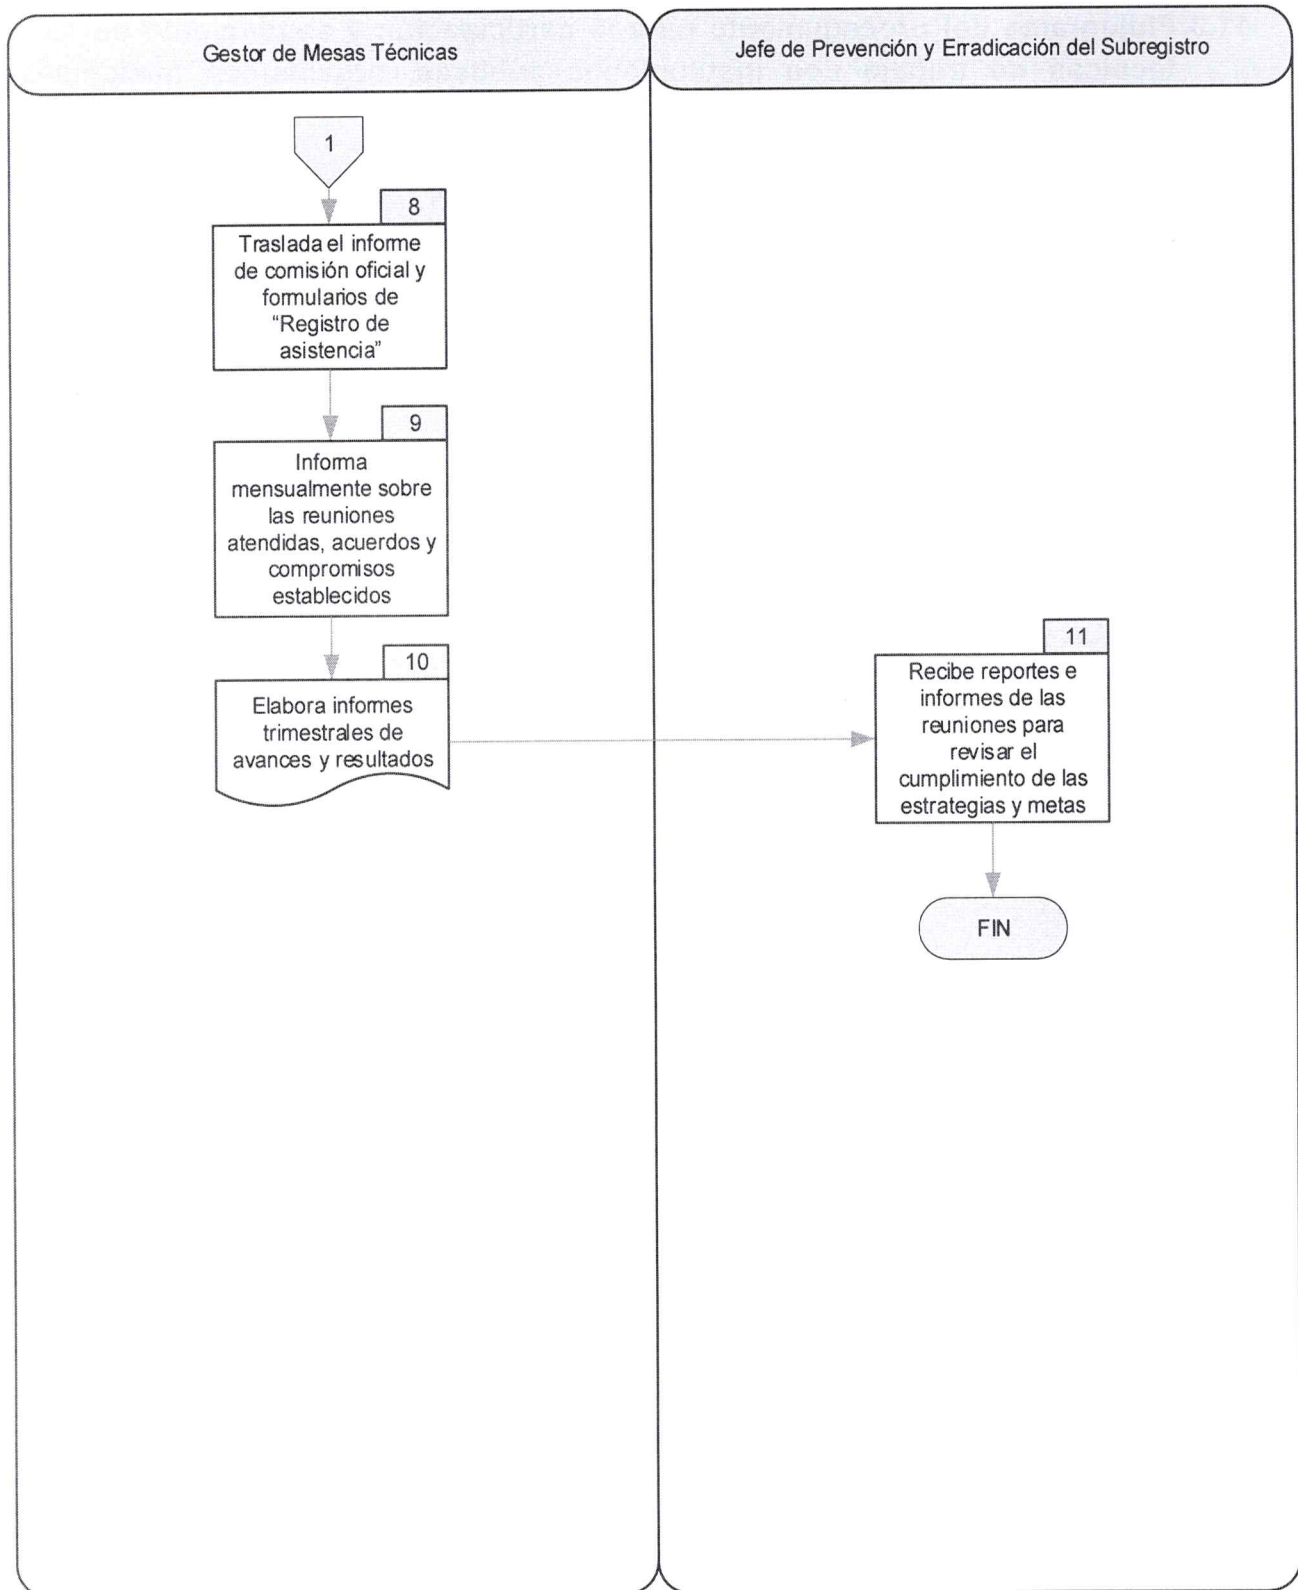 Gestor de Mesas Técnicas
Jefe de Prevención y Erradicación del Subregistro
1
8
Traslada el informe
de comisión oficial y
formularios de
“Registro de
asistencia”
9
Informa
mensualmente sobre
las reuniones
atendidas, acuerdos y
compromisos
establecidos
10
Elabora informes
trimestrales de
avances y resultados
11
Recibe reportes e
informes de las
reuniones para
revisar el
cumplimiento de las
estrategias y metas
FIN